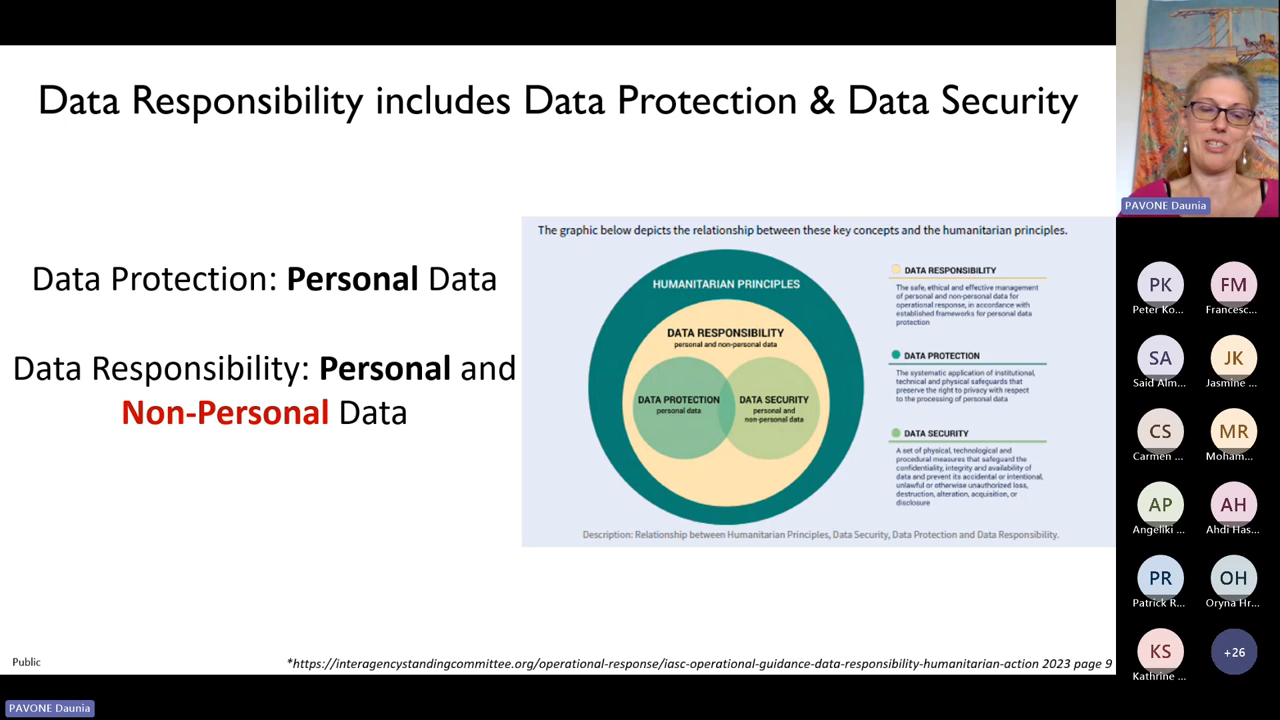 Data Responsibility includes Data Protection & Data Security
Data Protection: Personal Data
Data Responsibility: Personal and
Non-Personal Data
The graphic below depicts the relationship between these key concepts and the humanitarian principles.
HUMANITARIAN PRINCIPLES
DATA RESPONSIBILITY
personal and non-personal data
DATA PROTECTION
personal data
DATA SECURITY
personal and
non-personal data
DATA RESPONSIBILITY
The safe, ethical and effective management
of personal and non-personal data for
operational response, in accordance with
established frameworks for personal data
protection
DATA PROTECTION
The systematic application of institutional,
technical and physical safeguards that
preserve the right to privacy with respect
to the processing of personal data
DATA SECURITY
A set of physical, technological and
procedural measures that safeguard the
confidentiality, integrity and availability of
data and prevent its accidental or intentional,
unlawful or otherwise unauthorized loss,
destruction, alteration, acquisition, or
disclosure
Description: Relationship between Humanitarian Principles, Data Security, Data Protection and Data Responsibility.
Public
*https://interagencystandingcommittee.org/operational-response/iasc-operational-guidance-data-responsibility-humanitarian-action 2023 page 9
PAVONE Daunia
PK
Peter Ko...
FM
Francesc...
SA
Said Alm...
JK
Jasmine ...
CS
Carmen ...
MR
Moham...
AP
Angeliki ...
AH
Ahdi Has...
PR
Patrick R...
OH
Oryna Hr...
KS
Kathrine ...
+26
PAVONE Daunia